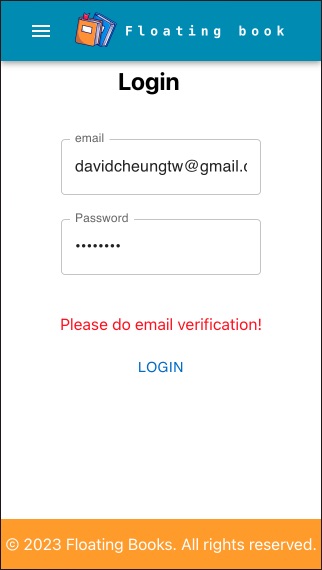 Floating book
Login
email
davidcheungtw@gmail.c
Password
••••••••
Please do email verification!
LOGIN
© 2023 Floating Books. All rights reserved.